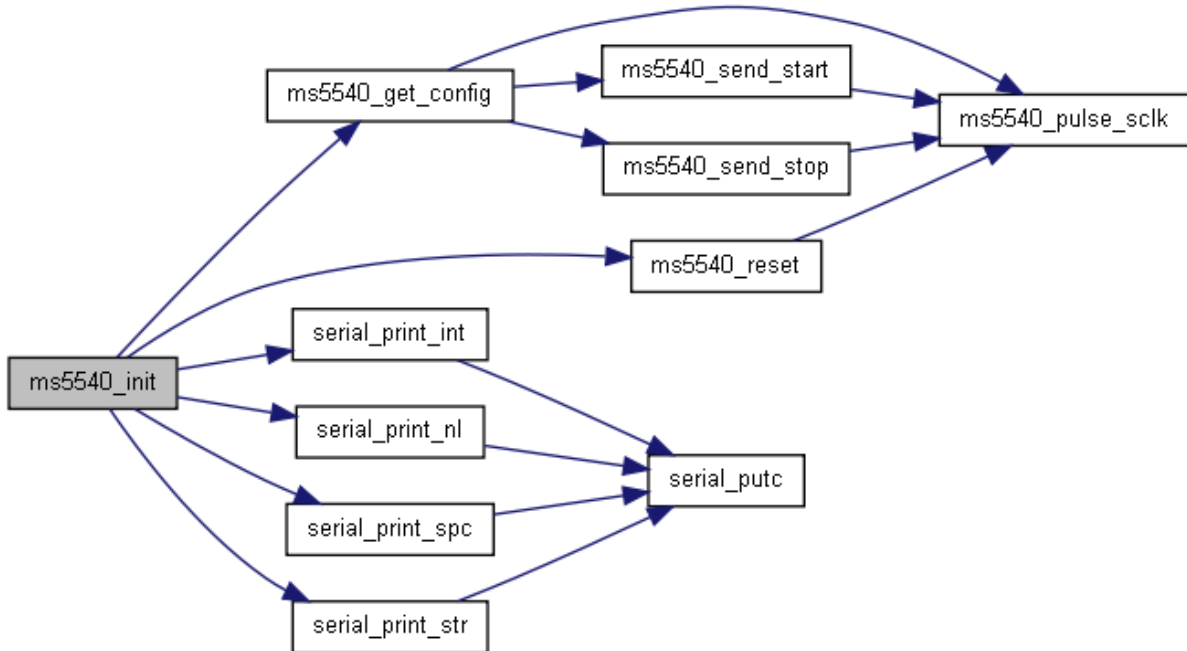 ms5540_send_start
ms5540_get_config
ms5540_pulse_sclk
ms5540_send_stop
ms5540_reset
serial_print_int
ms5540_init
serial_print_nl
serial_putc
serial_print_spc
serial_print_str